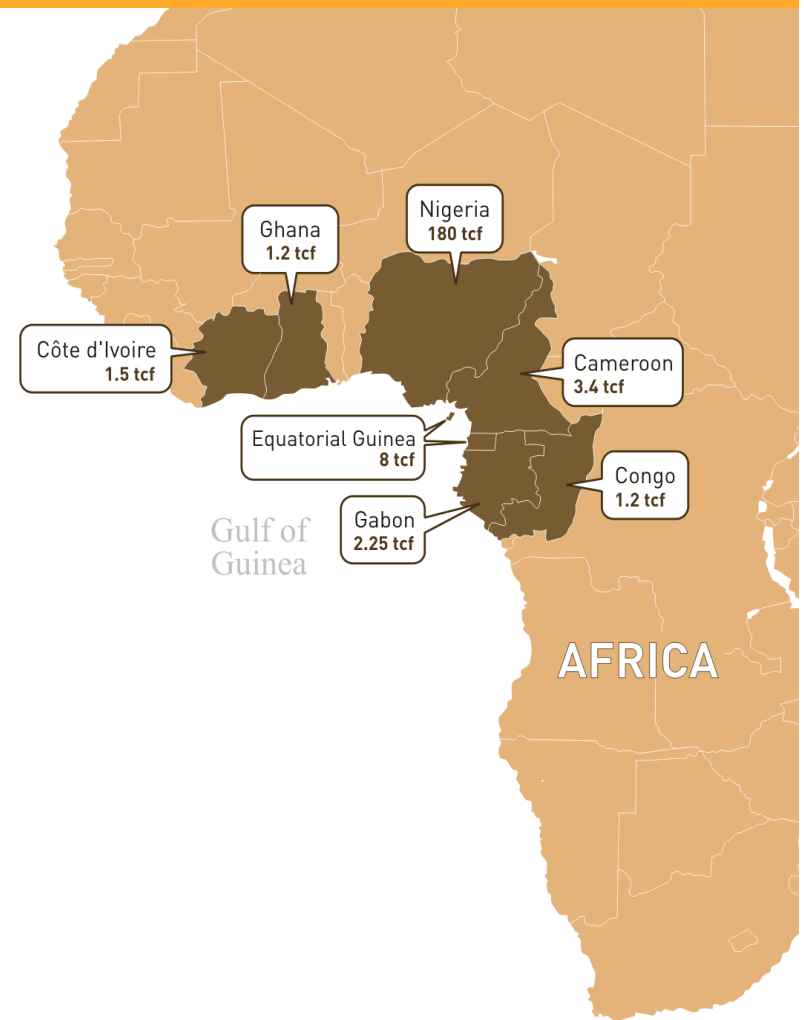 Nigeria
180 tcf
Ghana
1.2 tcf
Côte d'Ivoire
1.5 tcf
Cameroon
3.4 tcf
Equatorial Guinea
8 tcf
Congo
1.2 tcf
Gabon
2.25 tcf
Gulf of
Guinea
AFRICA